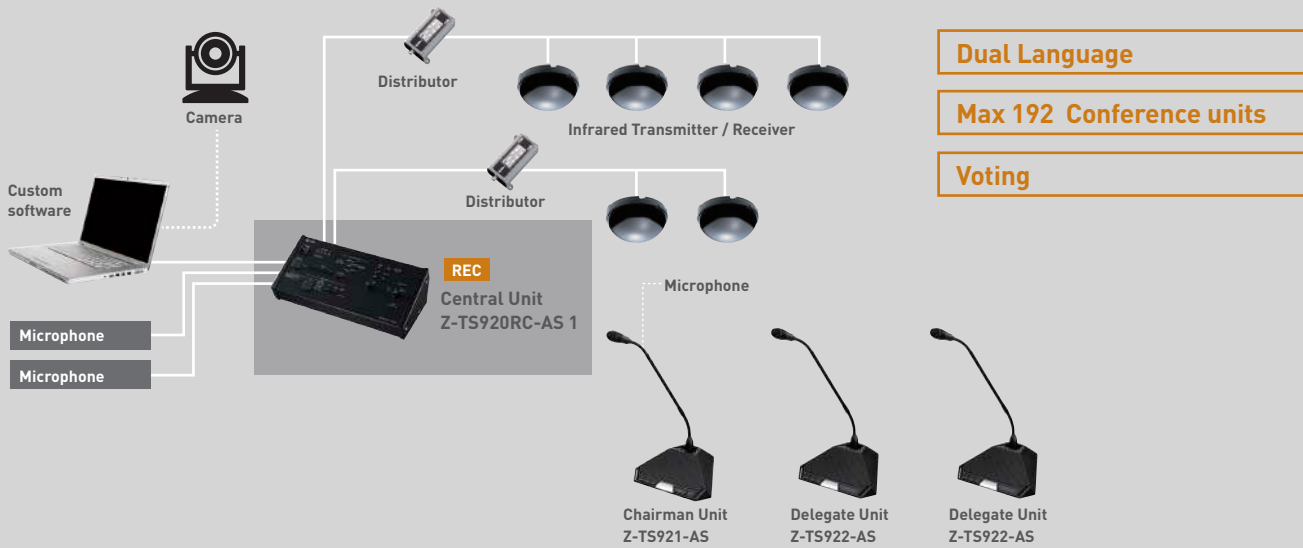 Distributor
Camera
Infrared Transmitter / Receiver
Dual Language
Max 192 Conference units
Voting
Custom
software
Distributor
REC
Central Unit
Z-TS920RC-AS 1
Microphone
Microphone
Microphone
Chairman Unit
Z-TS921-AS
Delegate Unit
Z-TS922-AS
Delegate Unit
Z-TS922-AS